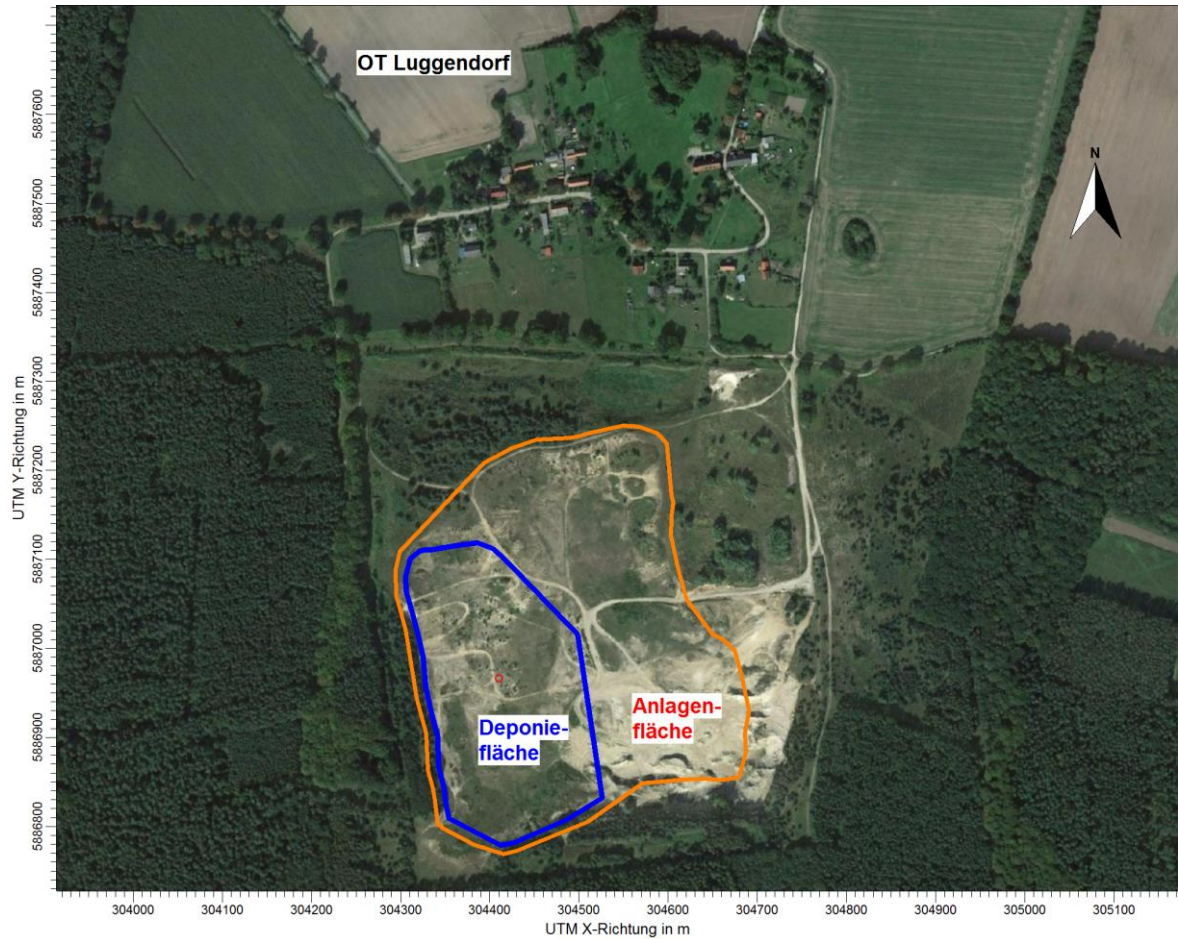 OT Luggendorf
N
Anlagen-
fläche
Deponie-
fläche
UTM Y-Richtung in m
5887600
5887500
5887400
5887300
5887200
5887100
5887000
5886900
5886800
304000
304100
304200
304300
304400
304500
304600
304700
304800
304900
305000
305100
UTM X-Richtung in m